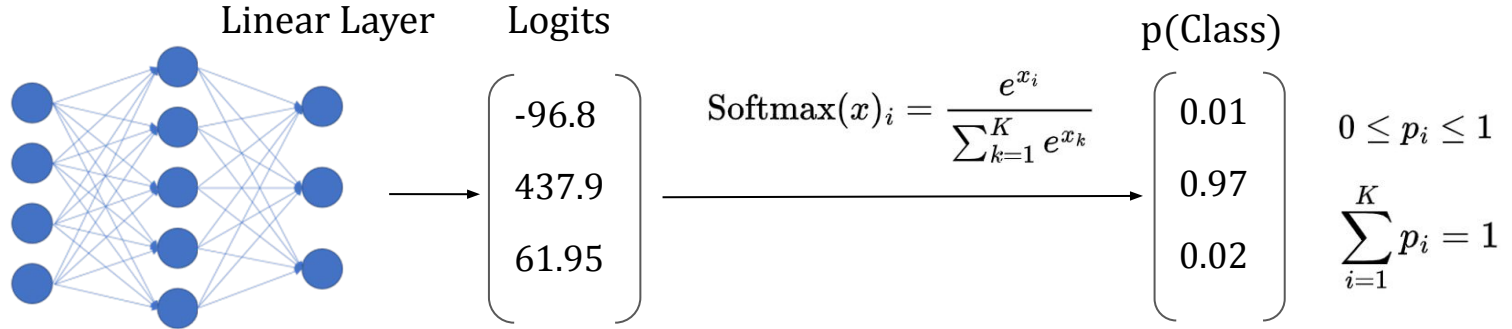 Linear Layer
Logits
p(Class)
-96.8
437.9
61.95
Softmax(x)_i = \frac{e^{x_i}}{\sum_{k=1}^{K} e^{x_k}}
0.01
0.97
0.02
0 ≤ p_i ≤ 1
\sum_{i=1}^{K} p_i = 1